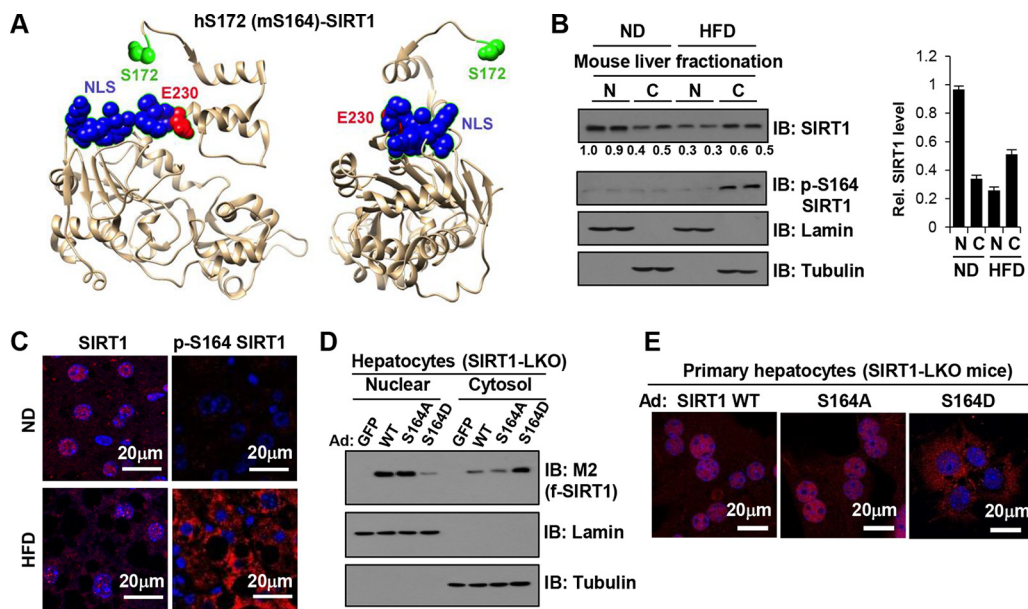 A
hS172 (mS164)-SIRT1
S172
NLS
E230
S172
E230
NLS
B
ND HFD
Mouse liver fractionation
N C N C
IB: SIRT1
1.0 0.9 0.4 0.5 0.3 0.3 0.6 0.5
IB: p-S164
SIRT1
IB: Lamin
IB: Tubulin
Rel. SIRT1 level
1.2
1
0.8
0.6
0.4
0.2
0
N C N C
ND HFD
C
SIRT1 p-S164 SIRT1
ND
20µm 20µm
HFD
20µm 20µm
D
Hepatocytes (SIRT1-LKO)
Nuclear Cytosol
Ad: GFP WT S164A S164D GFP WT S164A S164D
IB: M2
(f-SIRT1)
IB: Lamin
IB: Tubulin
E
Primary hepatocytes (SIRT1-LKO mice)
Ad: SIRT1 WT S164A S164D
20µm 20µm 20µm